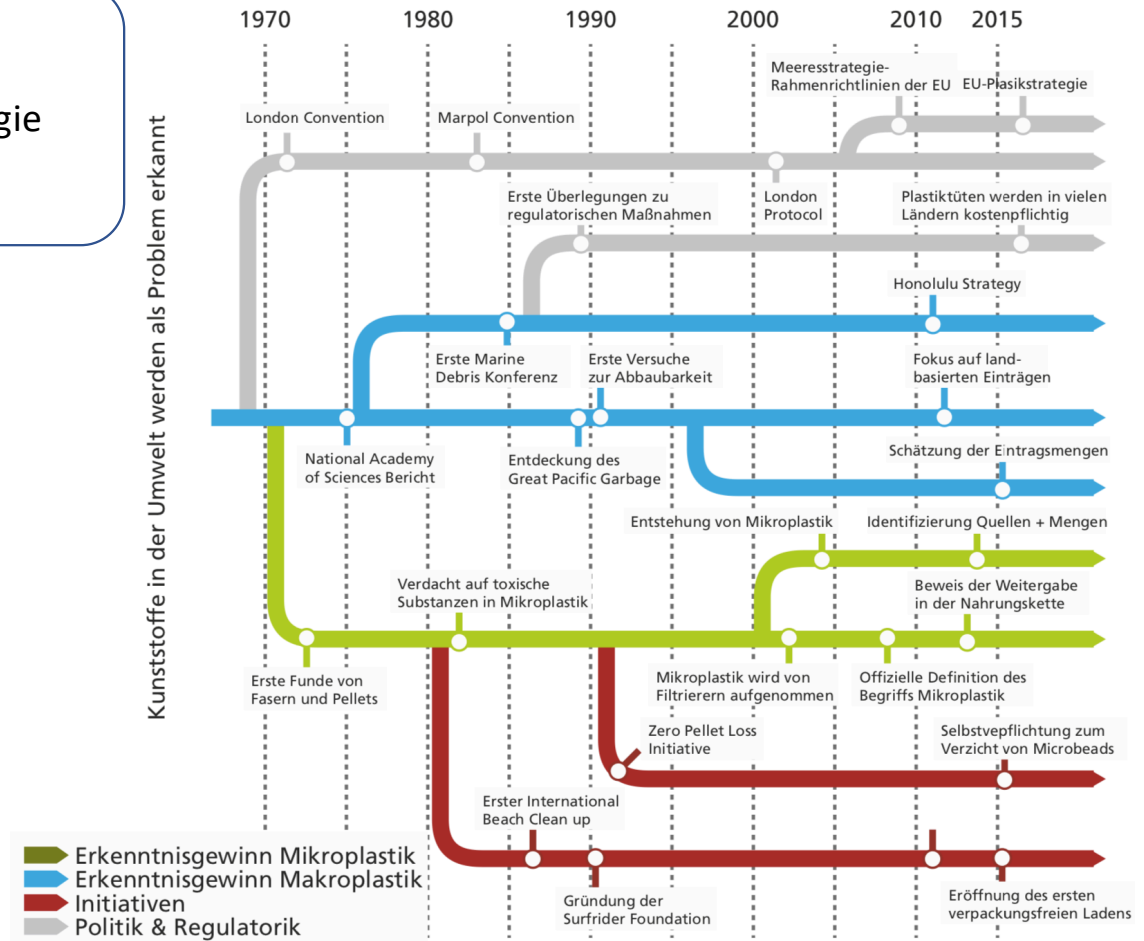 1970 1980 1990 2000 2010 2015
gie
Kunststoffe in der Umwelt werden als Problem erkannt
Meeresstrategie-
Rahmenrichtlinien der EU
EU-Plasikstrategie
London Convention
Marpol Convention
London
Protocol
Erste Überlegungen zu
regulatorischen Maßnahmen
Plastiktüten werden in vielen
Ländern kostenpflichtig
Honolulu Strategy
Erste Marine
Debris Konferenz
Erste Versuche
zur Abbaubarkeit
Fokus auf land-
basierten Einträgen
National Academy
of Sciences Bericht
Entdeckung des
Great Pacific Garbage
Schätzung der Eintragsmengen
Entstehung von Mikroplastik
Identifizierung Quellen + Mengen
Verdacht auf toxische
Substanzen in Mikroplastik
Beweis der Weitergabe
in der Nahrungskette
Erste Funde von
Fasern und Pellets
Mikroplastik wird von
Filtrierern aufgenommen
Offizielle Definition des
Begriffs Mikroplastik
Zero Pellet Loss
Initiative
Selbstvepflichtung zum
Verzicht von Microbeads
Erster International
Beach Clean up
Gründung der
Surfrider Foundation
Eröffnung des ersten
verpackungsfreien Ladens
Erkenntnisgewinn Mikroplastik
Erkenntnisgewinn Makroplastik
Initiativen
Politik & Regulatorik